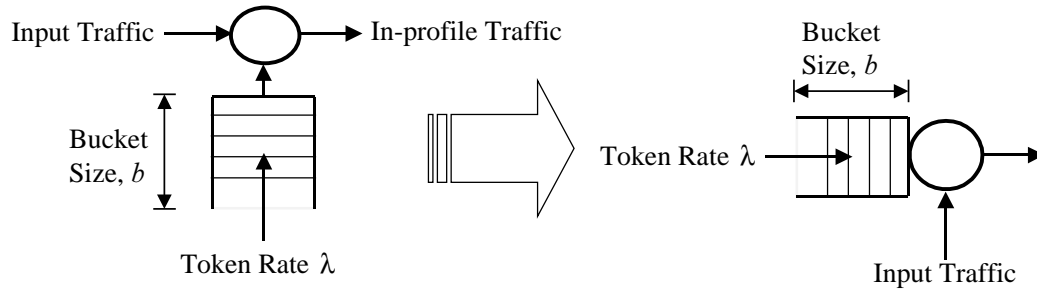 Input Traffic
In-profile Traffic
Bucket
Size, b
Token Rate λ
Bucket
Size, b
Token Rate λ
Input Traffic